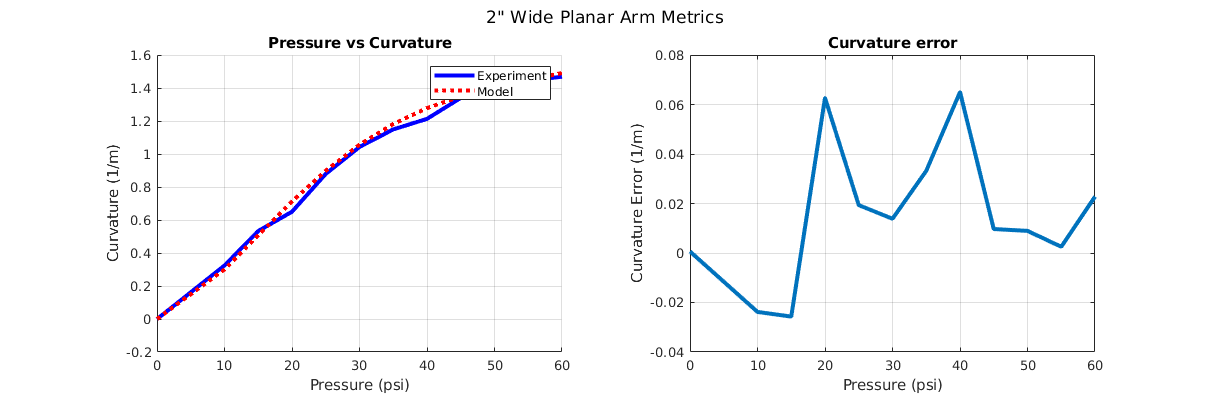 2" Wide Planar Arm Metrics
Pressure vs Curvature
1.6
1.4
1.2
1
0.8
0.6
0.4
0.2
0
-0.2
Curvature (1/m)
Experiment
Model
0 10 20 30 40 50 60
Pressure (psi)
Curvature error
0.08
0.06
0.04
0.02
0
-0.02
-0.04
Curvature Error (1/m)
0 10 20 30 40 50 60
Pressure (psi)